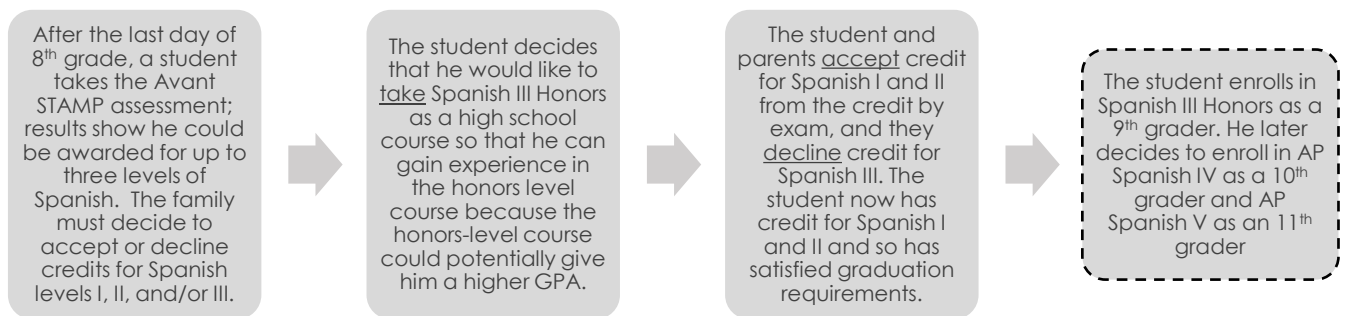 After the last day of
8th grade, a student
takes the Avant
STAMP assessment;
results show he could
be awarded for up to
three levels of
Spanish. The family
must decide to
accept or decline
credits for Spanish
levels I, II, and/or III.
The student decides
that he would like to
take Spanish III Honors
as a high school
course so that he can
gain experience in
the honors level
course because the
honors-level course
could potentially give
him a higher GPA.
The student and
parents accept credit
for Spanish I and II
from the credit by
exam, and they
decline credit for
Spanish III. The
student now has
credit for Spanish I
and II and so has
satisfied graduation
requirements.
The student enrolls in
Spanish III Honors as a
9th grader. He later
decides to enroll in AP
Spanish IV as a 10th
grader and AP
Spanish V as an 11th
grader